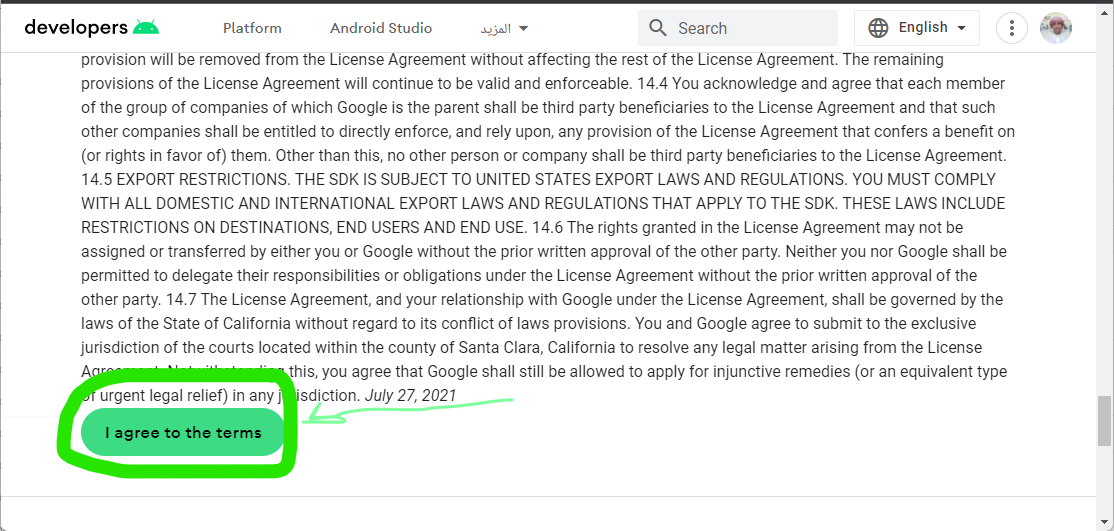 developers
Platform
Android Studio
المزيد
Search
English
provision will be removed from the License Agreement without affecting the rest of the License Agreement. The remaining
provisions of the License Agreement will continue to be valid and enforceable. 14.4 You acknowledge and agree that each member
of the group of companies of which Google is the parent shall be third party beneficiaries to the License Agreement and that such
other companies shall be entitled to directly enforce, and rely upon, any provision of the License Agreement that confers a benefit on
(or rights in favor of) them. Other than this, no other person or company shall be third party beneficiaries to the License Agreement.
14.5 EXPORT RESTRICTIONS. THE SDK IS SUBJECT TO UNITED STATES EXPORT LAWS AND REGULATIONS. YOU MUST COMPLY
WITH ALL DOMESTIC AND INTERNATIONAL EXPORT LAWS AND REGULATIONS THAT APPLY TO THE SDK. THESE LAWS INCLUDE
RESTRICTIONS ON DESTINATIONS, END USERS AND END USE. 14.6 The rights granted in the License Agreement may not be
assigned or transferred by either you or Google without the prior written approval of the other party. Neither you nor Google shall be
permitted to delegate their responsibilities or obligations under the License Agreement without the prior written approval of the
other party. 14.7 The License Agreement, and your relationship with Google under the License Agreement, shall be governed by the
laws of the State of California without regard to its conflict of laws provisions. You and Google agree to submit to the exclusive
jurisdiction of the courts located within the county of Santa Clara, California to resolve any legal matter arising from the License
Agreement. Notwithstanding this, you agree that Google shall still be allowed to apply for injunctive remedies (or an equivalent type
of urgent legal relief) in any jurisdiction. July 27, 2021
I agree to the terms